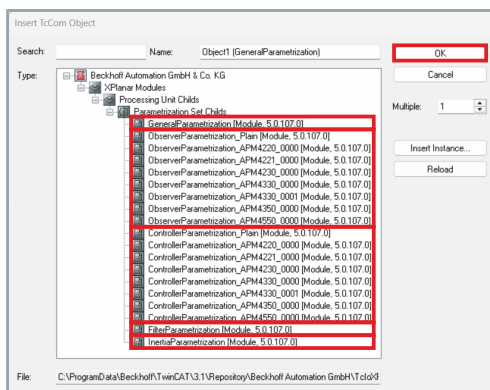 Insert TcCom Object
Search:
Name:
Object1 (GeneralParametrization)
OK
Type:
Beckhoff Automation GmbH & Co. KG
Cancel
XPlanar Modules
Processing Unit Childs
Parametrization Set Childs
Multiple:
1
GeneralParametrization [Module, 5.0.107.0]
ObserverParametrization_Plain [Module, 5.0.107.0]
ObserverParametrization_APM4220_0000 [Module, 5.0.107.0]
Insert Instance...
ObserverParametrization_APM4221_0000 [Module, 5.0.107.0]
ObserverParametrization_APM4230_0000 [Module, 5.0.107.0]
Reload
ObserverParametrization_APM4330_0000 [Module, 5.0.107.0]
ObserverParametrization_APM4330_0001 [Module, 5.0.107.0]
ObserverParametrization_APM4350_0000 [Module, 5.0.107.0]
ObserverParametrization_APM4550_0000 [Module, 5.0.107.0]
ControllerParametrization_Plain [Module, 5.0.107.0]
ControllerParametrization_APM4220_0000 [Module, 5.0.107.0]
ControllerParametrization_APM4221_0000 [Module, 5.0.107.0]
ControllerParametrization_APM4230_0000 [Module, 5.0.107.0]
ControllerParametrization_APM4330_0000 [Module, 5.0.107.0]
ControllerParametrization_APM4330_0001 [Module, 5.0.107.0]
ControllerParametrization_APM4350_0000 [Module, 5.0.107.0]
ControllerParametrization_APM4550_0000 [Module, 5.0.107.0]
FilterParametrization [Module, 5.0.107.0]
InertiaParametrization [Module, 5.0.107.0]
File:
C:\ProgramData\Beckhoff\TwinCAT\3.1\Repository\Beckhoff Automation GmbH\TcIoXF